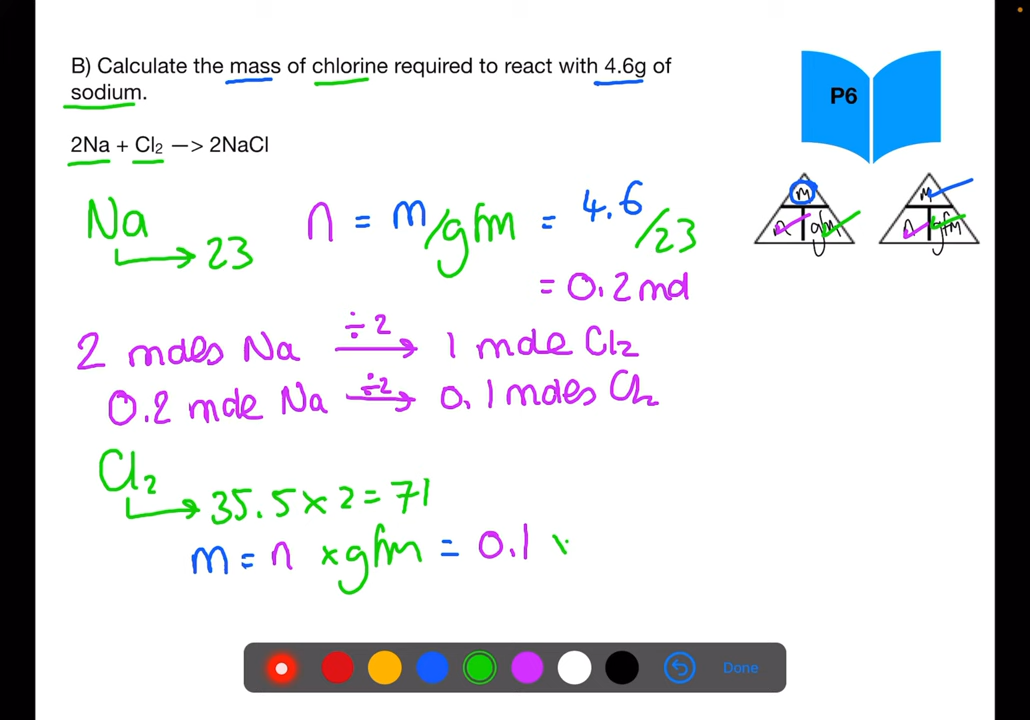 B) Calculate the mass of chlorine required to react with 4.6g of
sodium.
P6
2Na + Cl₂ —> 2NaCl
m
n gfm
m
n gfm
Na
23
n = m/gfm = 4.6/23
= 0.2 mol
2 moles Na ÷2 → 1 mole Cl₂
0.2 mole Na ÷2 → 0.1 moles Cl₂
Cl₂
→ 35.5 × 2 = 71
m = n × gfm = 0.1
Done